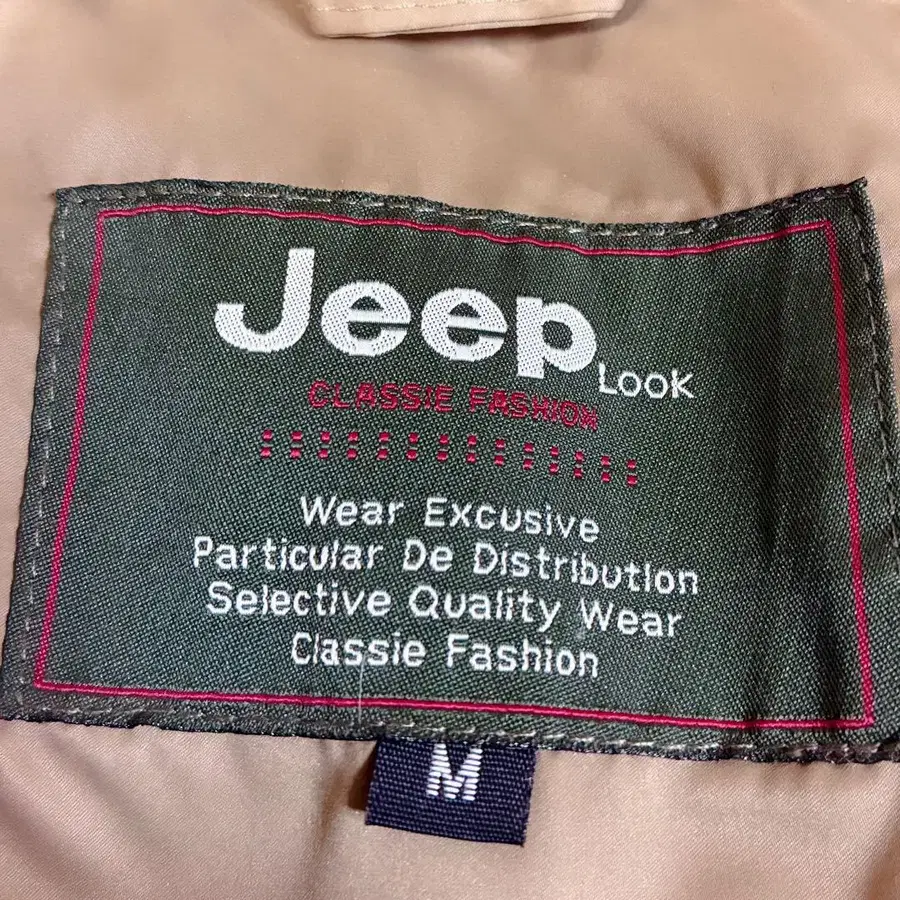 Jeep Look
CLASSIE FASHION
Wear Excusive
Particular De Distribution
Selective Quality Wear
Classie Fashion
M